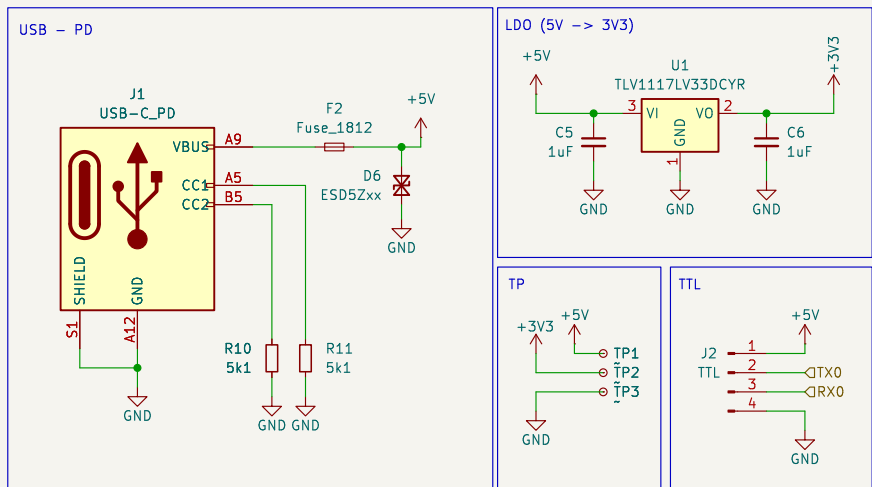 USB - PD
J1
USB-C_PD
VBUS
A9
CC1
A5
CC2
B5
SHIELD
GND
S1
A12
GND
F2
Fuse_1812
+5V
D6
ESD5Zxx
GND
R10
5k1
R11
5k1
GND
GND
LDO (5V -> 3V3)
+5V
U1
TLV1117LV33DCYR
+3V3
3
VI
VO
2
GND
1
C5
1uF
C6
1uF
GND
GND
GND
TP
+5V
+3V3
TP1
~
TP2
~
TP3
~
GND
TTL
+5V
J2
TTL
1
2
TX0
3
RX0
4
GND